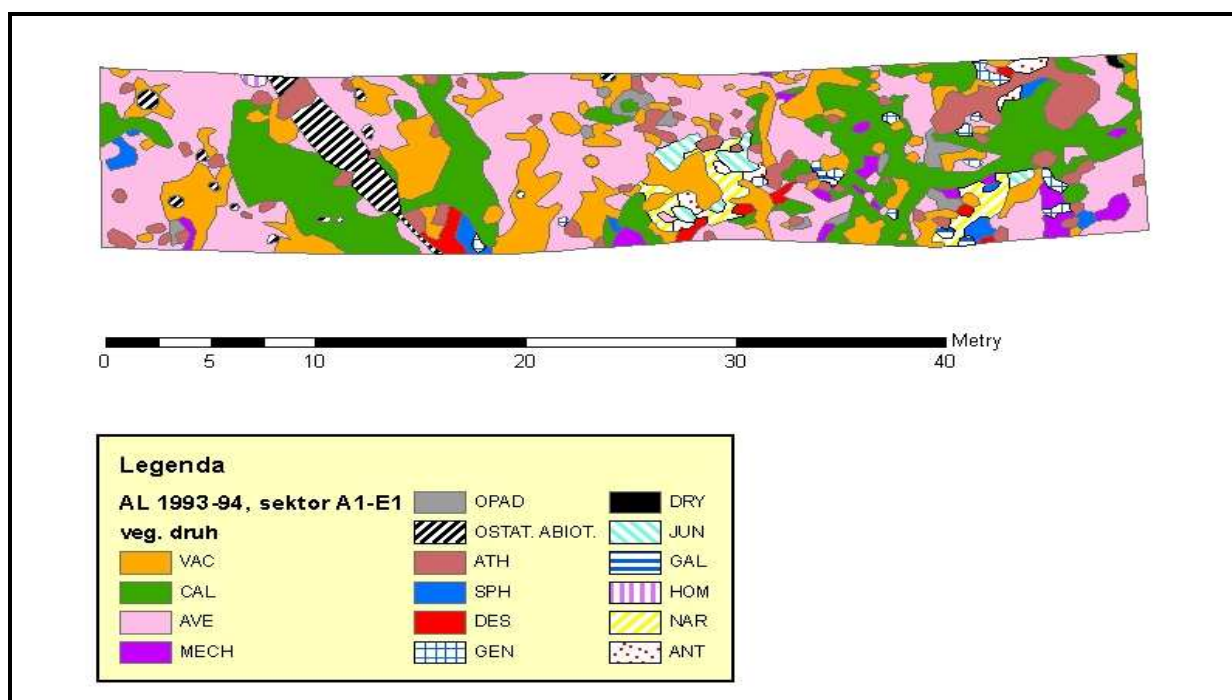 Metry
0 5 10 20 30 40
Legenda
AL 1993-94, sektor A1-E1
veg. druh
VAC
CAL
AVE
MECH
OPAD
OSTAT. ABIOT.
ATH
SPH
DES
GEN
DRY
JUN
GAL
HOM
NAR
ANT